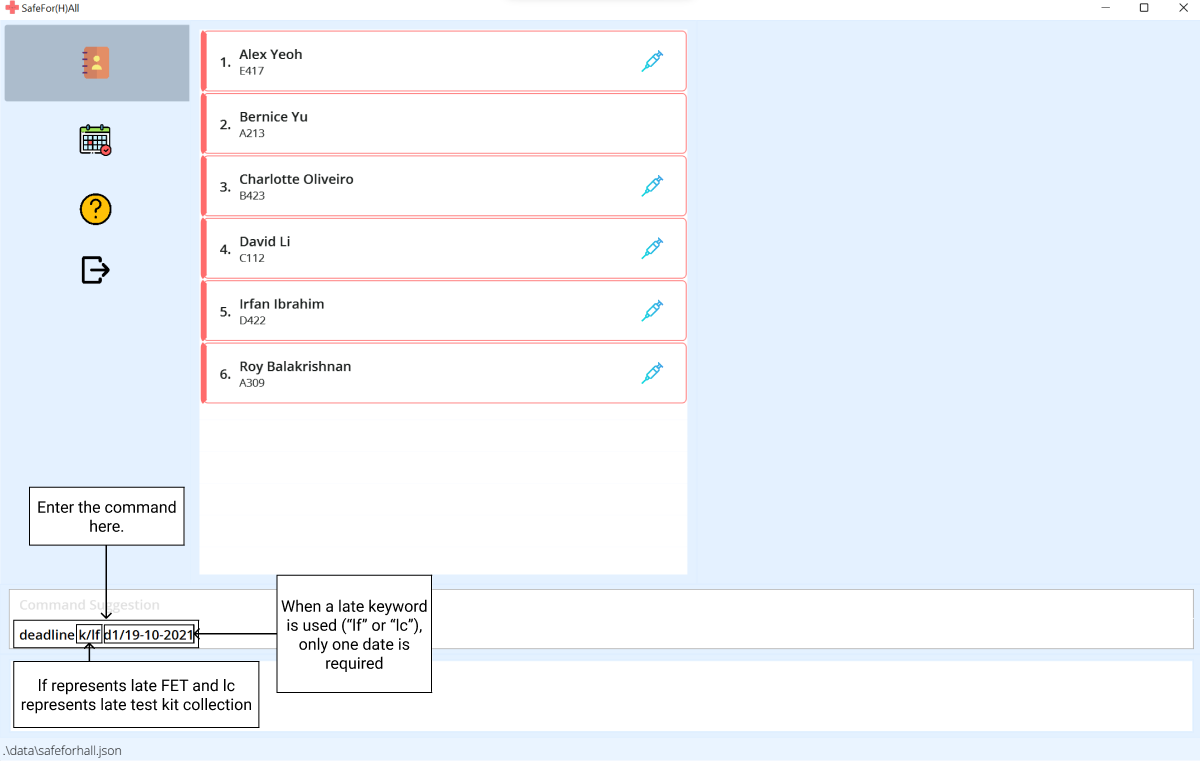 SafeFor(H)All
1. Alex Yeoh
E417
2. Bernice Yu
A213
3. Charlotte Oliveiro
B423
4. David Li
C112
5. Irfan Ibrahim
D422
6. Roy Balakrishnan
A309
Enter the command
here.
Command Suggestion
deadline k/lf d1/19-10-2021
When a late keyword
is used (“lf” or “lc”),
only one date is
required
lf represents late FET and lc
represents late test kit collection
.\data\safeforhall.json